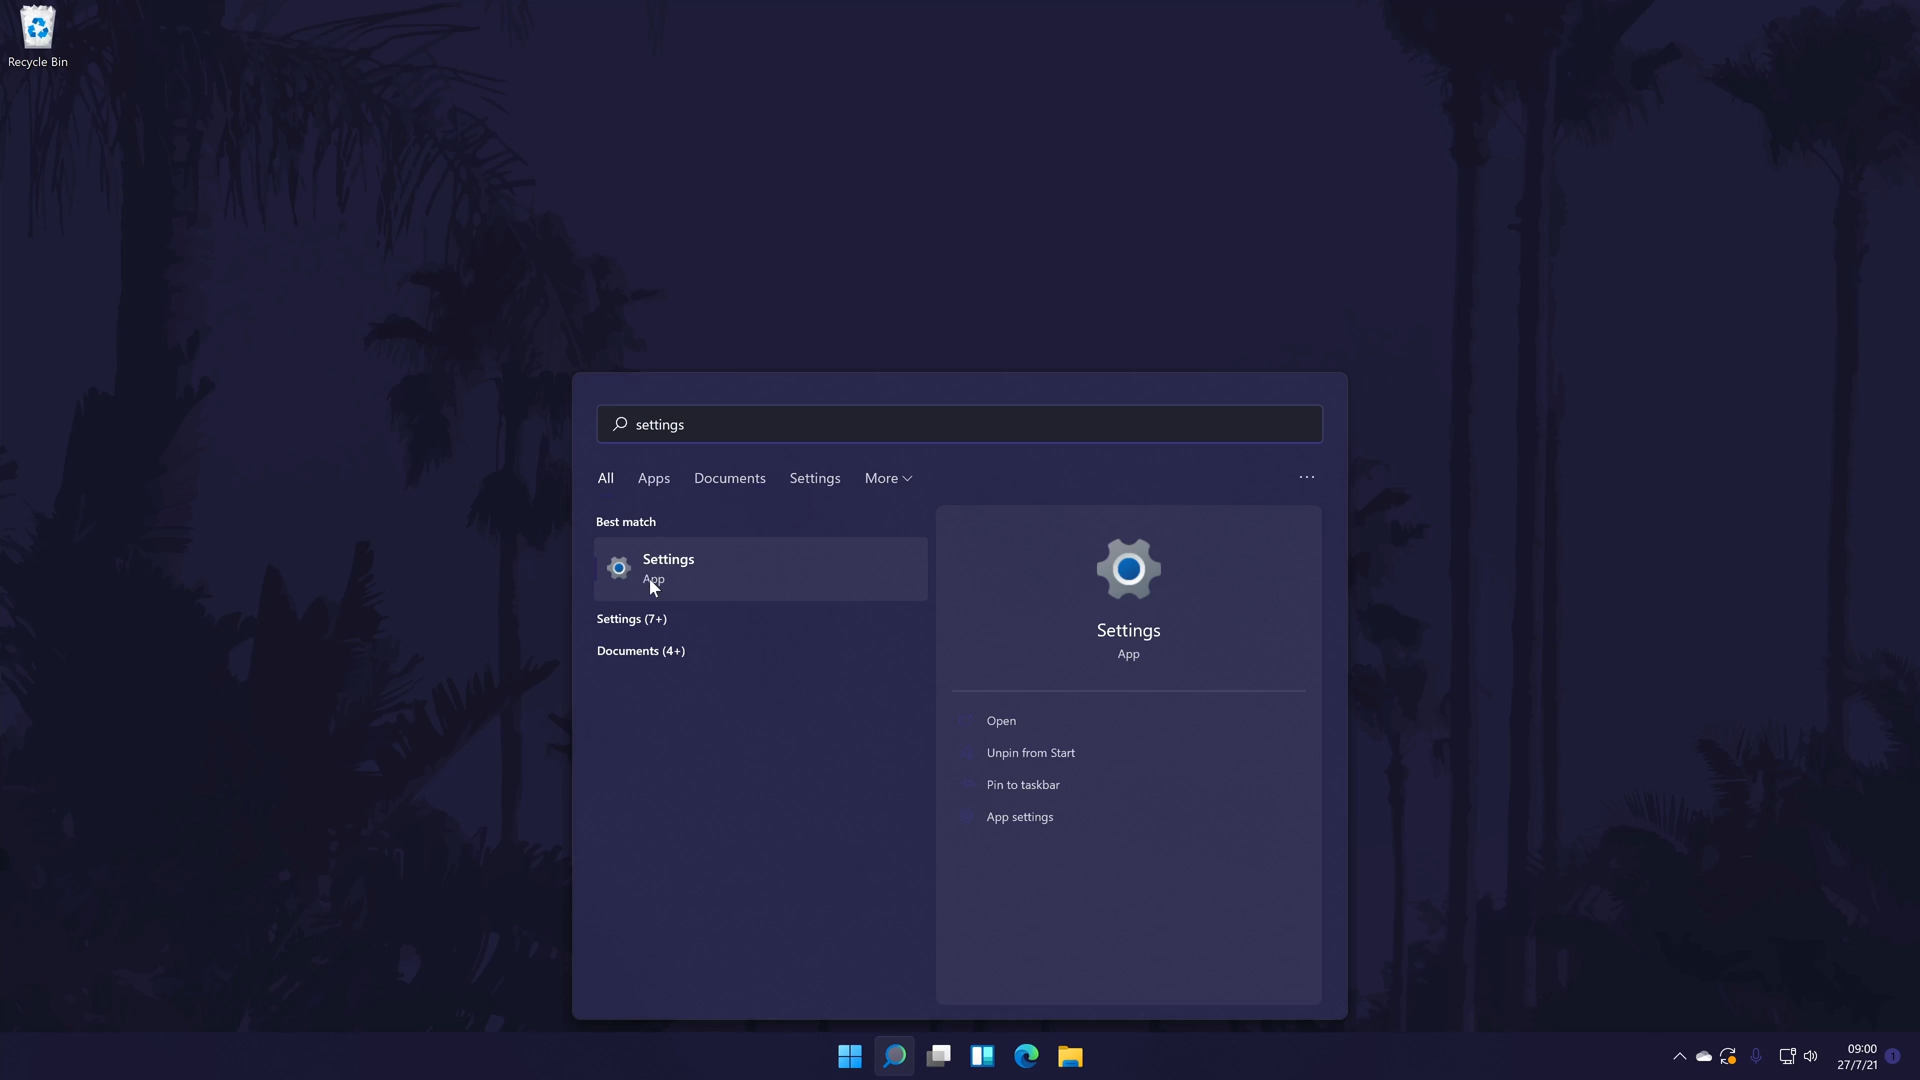 Recycle Bin
settings
All Apps Documents Settings More
Best match
Settings
App
Settings (7+)
Documents (4+)
Settings
App
Open
Unpin from Start
Pin to taskbar
App settings
09:00
27/7/21
1